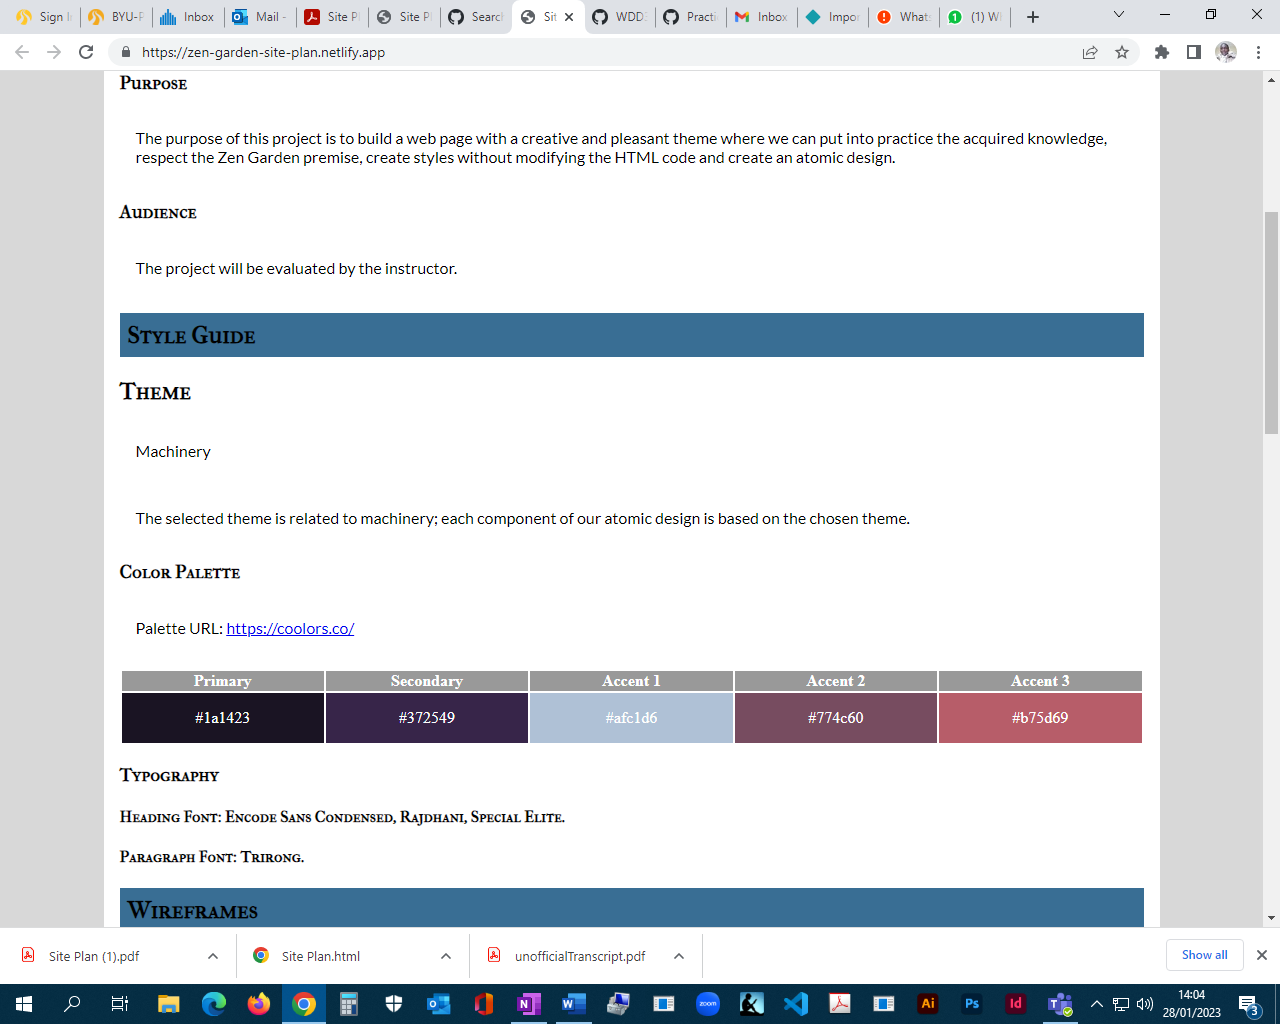 Sign I
BYU-P
Inbox
Mail -
Site P
Site P
Search
Sit
WDD
Practi
Inbox
Impor
What
(1) W
https://zen-garden-site-plan.netlify.app
Purpose
The purpose of this project is to build a web page with a creative and pleasant theme where we can put into practice the acquired knowledge,
respect the Zen Garden premise, create styles without modifying the HTML code and create an atomic design.
Audience
The project will be evaluated by the instructor.
Style Guide
Theme
Machinery
The selected theme is related to machinery; each component of our atomic design is based on the chosen theme.
Color Palette
Palette URL: https://coolors.co/
Primary Secondary Accent 1 Accent 2 Accent 3
#1a1423 #372549 #afc1d6 #774c60 #b75d69
Typography
Heading Font: Encode Sans Condensed, Rajdhani, Special Elite.
Paragraph Font: Trirong.
Wireframes
Site Plan (1).pdf
Site Plan.html
unofficialTranscript.pdf
Show all
zoom
Ai
Ps
Id
14:04
28/01/2023
3